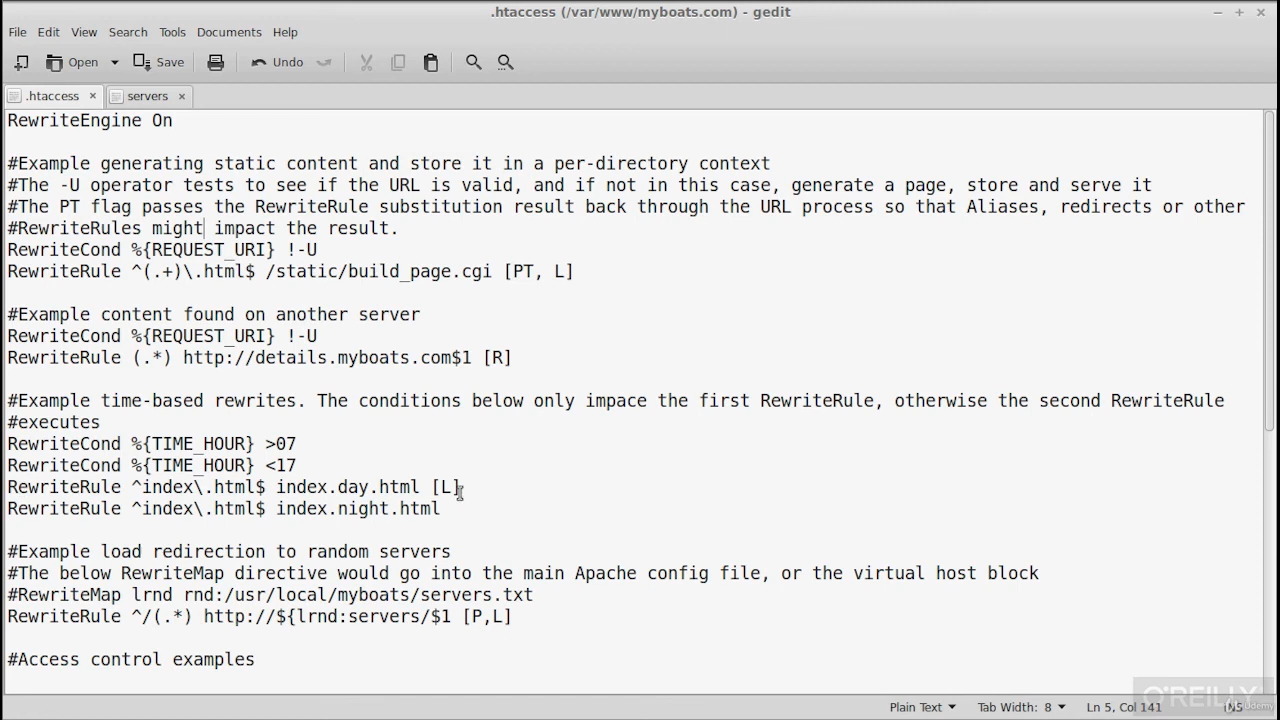 .htaccess (/var/www/myboats.com) - gedit
File Edit View Search Tools Documents Help
Open Save Undo
.htaccess servers
RewriteEngine On
#Example generating static content and store it in a per-directory context
#The -U operator tests to see if the URL is valid, and if not in this case, generate a page, store and serve it
#The PT flag passes the RewriteRule substitution result back through the URL process so that Aliases, redirects or other
#RewriteRules might impact the result.
RewriteCond %{REQUEST_URI} !-U
RewriteRule ^(.+)\.html$ /static/build_page.cgi [PT, L]
#Example content found on another server
RewriteCond %{REQUEST_URI} !-U
RewriteRule (.*) http://details.myboats.com$1 [R]
#Example time-based rewrites. The conditions below only impace the first RewriteRule, otherwise the second RewriteRule
#executes
RewriteCond %{TIME_HOUR} >07
RewriteCond %{TIME_HOUR} <17
RewriteRule ^index\.html$ index.day.html [L]
RewriteRule ^index\.html$ index.night.html
#Example load redirection to random servers
#The below RewriteMap directive would go into the main Apache config file, or the virtual host block
#RewriteMap lrnd rnd:/usr/local/myboats/servers.txt
RewriteRule ^/(.*) http://${lrnd:servers/$1 [P,L]
#Access control examples
O'REILLY
Plain Text Tab Width: 8 Ln 5, Col 141 INS
Udemy